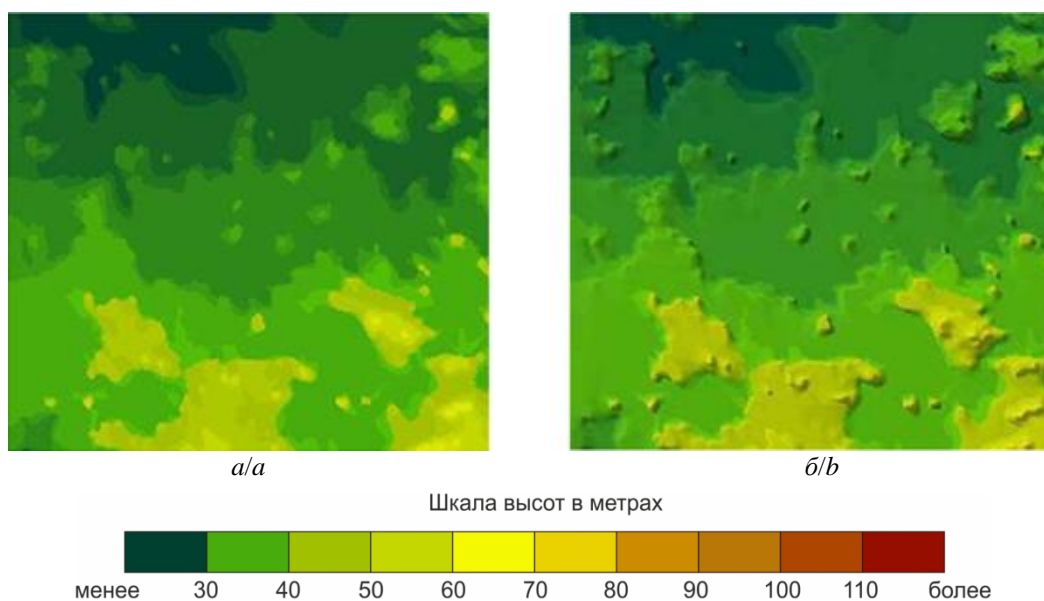 а/a
б/b
Шкала высот в метрах
менее 30 40 50 60 70 80 90 100 110 более